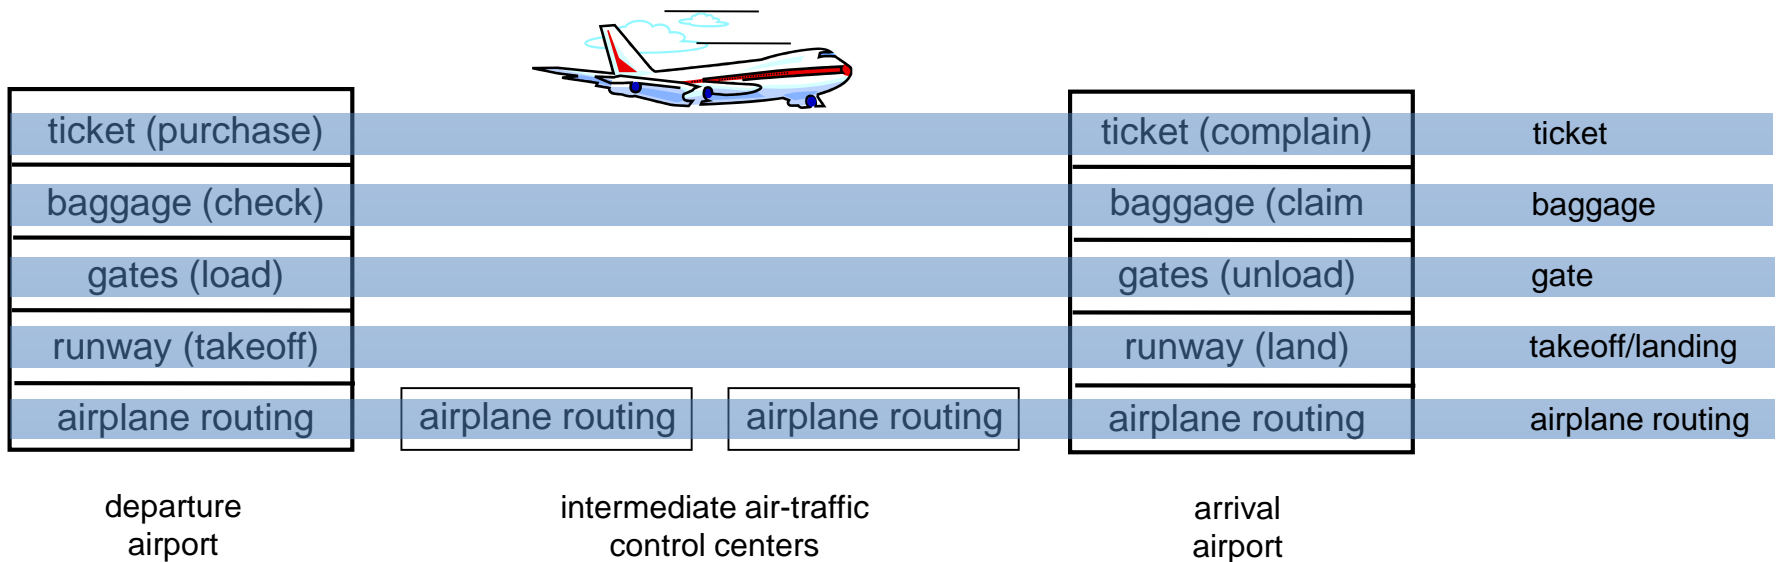 ticket (purchase) ticket (complain) ticket
baggage (check) baggage (claim baggage
gates (load) gates (unload) gate
runway (takeoff) runway (land) takeoff/landing
airplane routing airplane routing airplane routing airplane routing airplane routing
departure intermediate air-traffic arrival
airport control centers airport